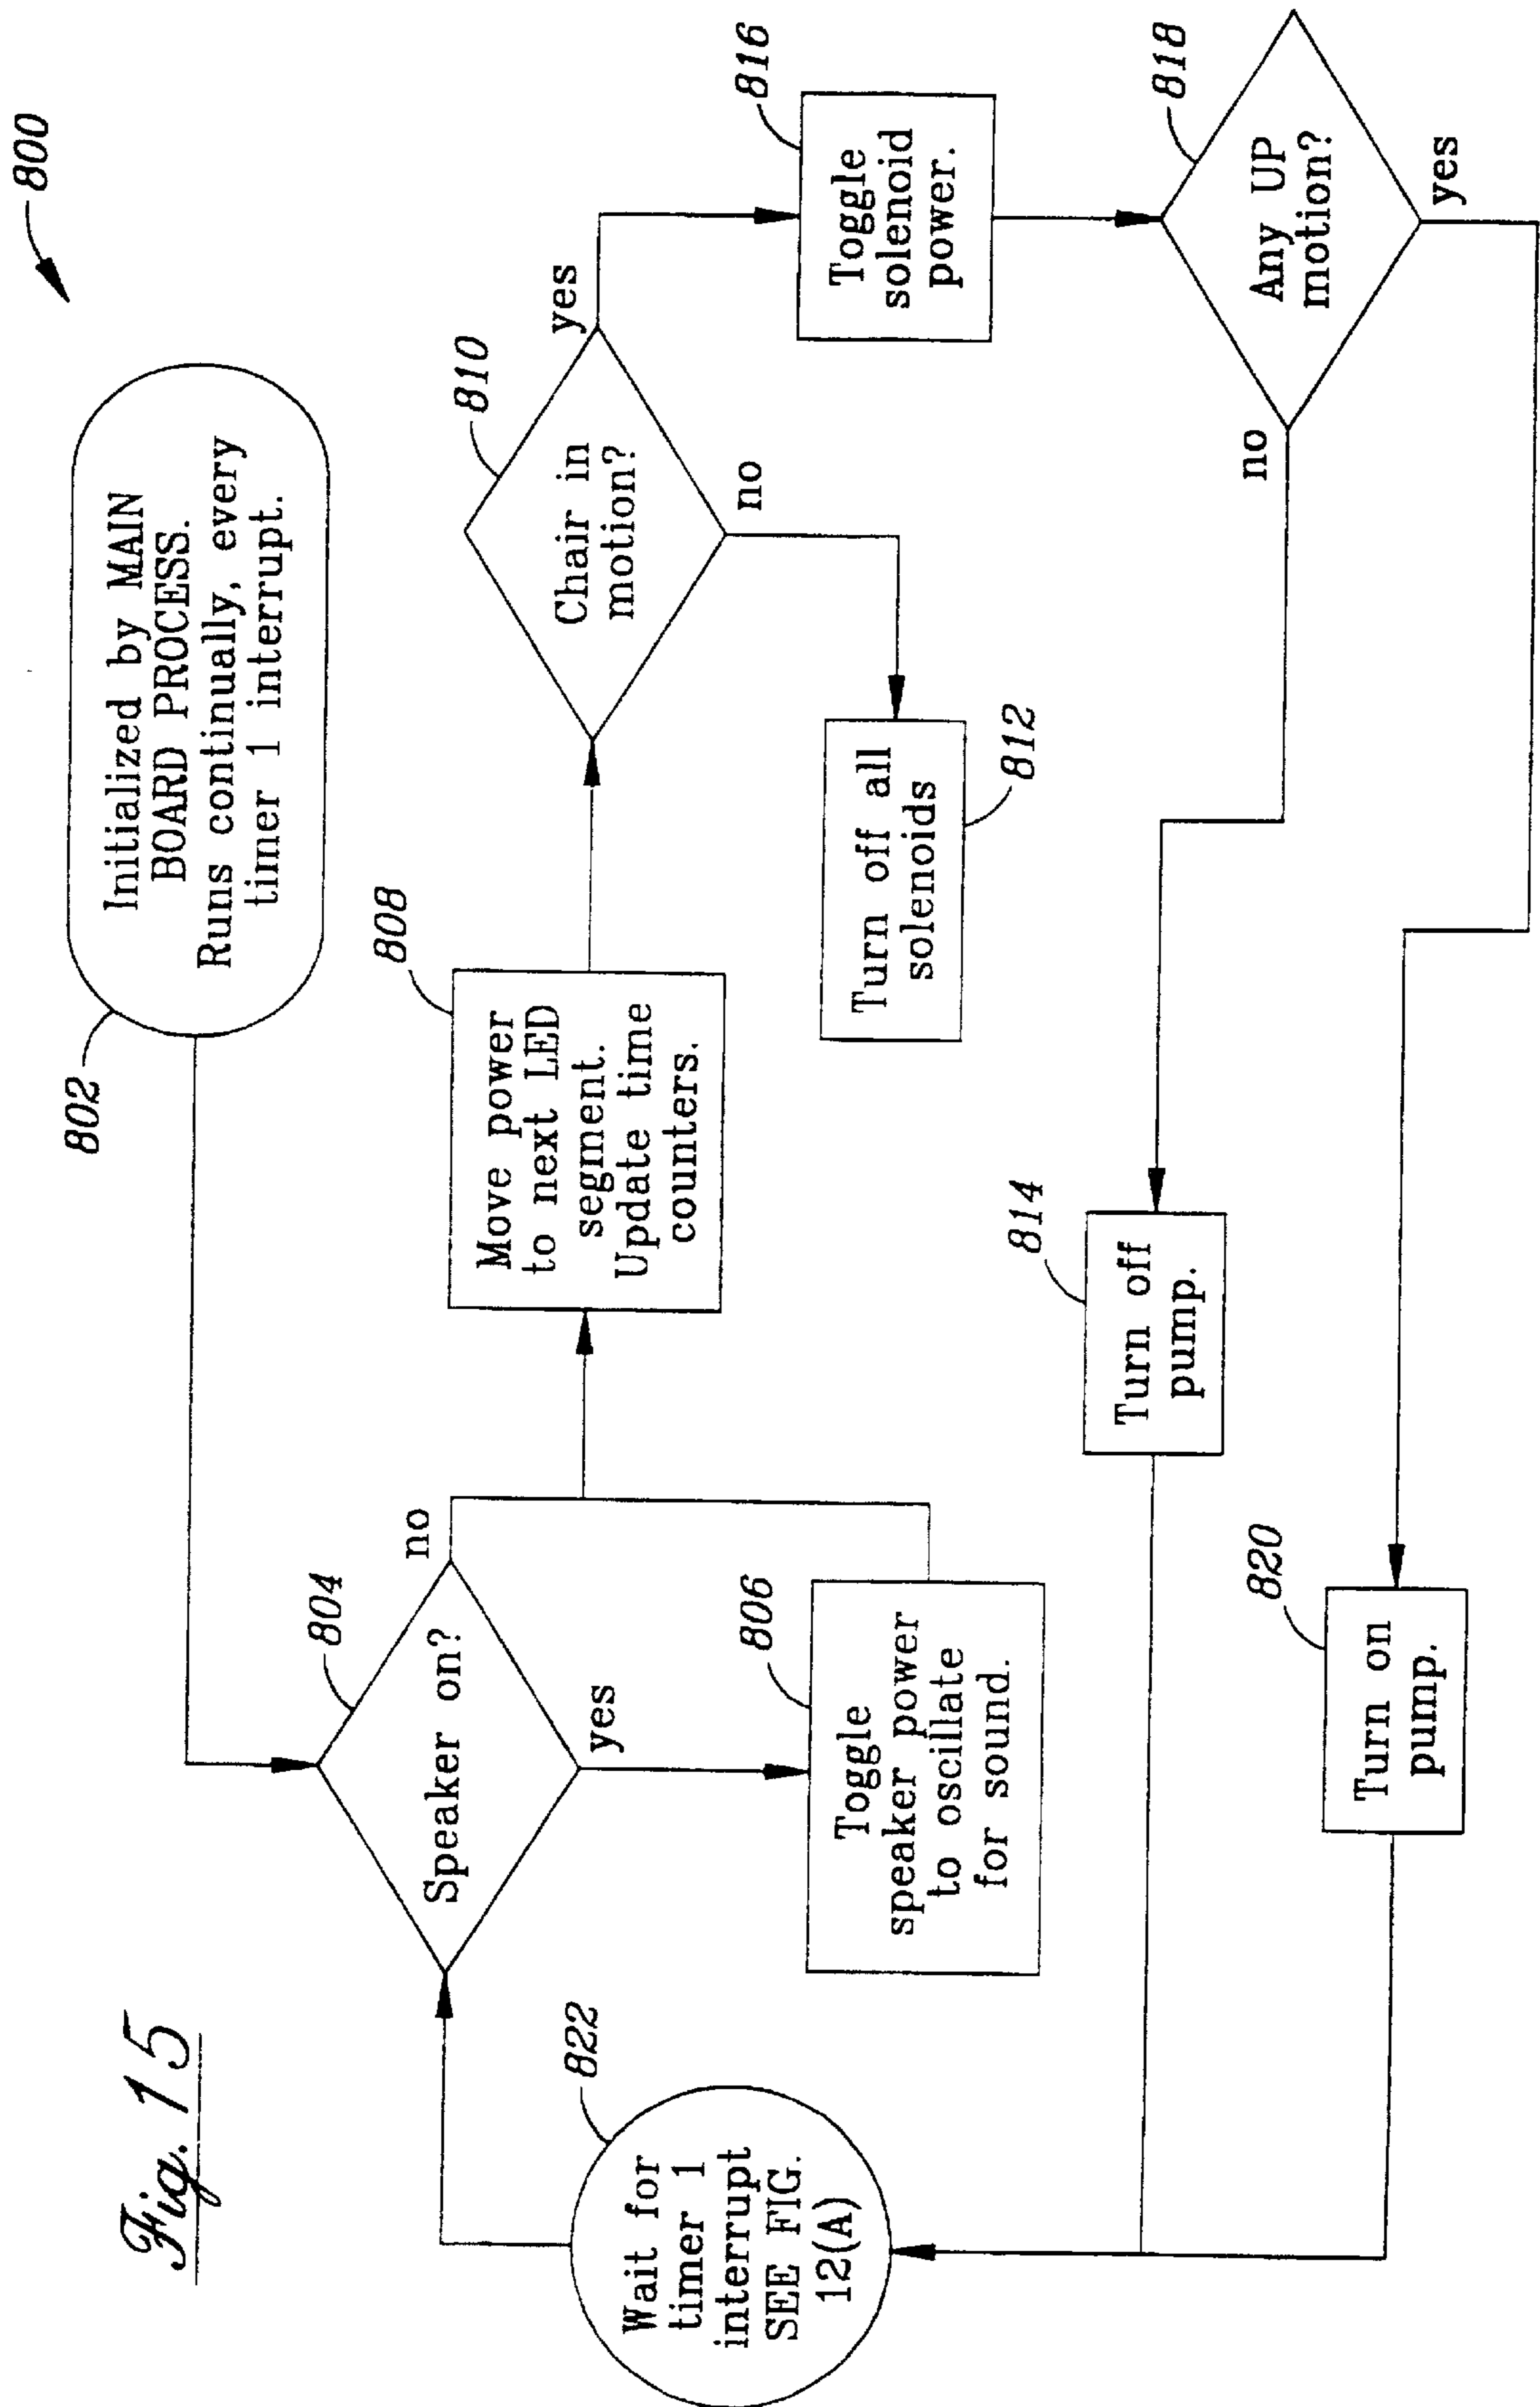 Fig. 15
800
802
Initialized by MAIN
BOARD PROCESS.
Runs continually, every
timer 1 interrupt.
804
Speaker on?
no
yes
806
Toggle
speaker power
to oscillate
for sound.
808
Move power
to next LED
segment.
Update time
counters.
810
Chair in
motion?
yes
no
812
Turn off all
solenoids
816
Toggle
solenoid
power.
818
Any UP
motion?
no
yes
814
Turn off
pump.
820
Turn on
pump.
822
Wait for
timer 1
interrupt
SEE FIG.
12(A)